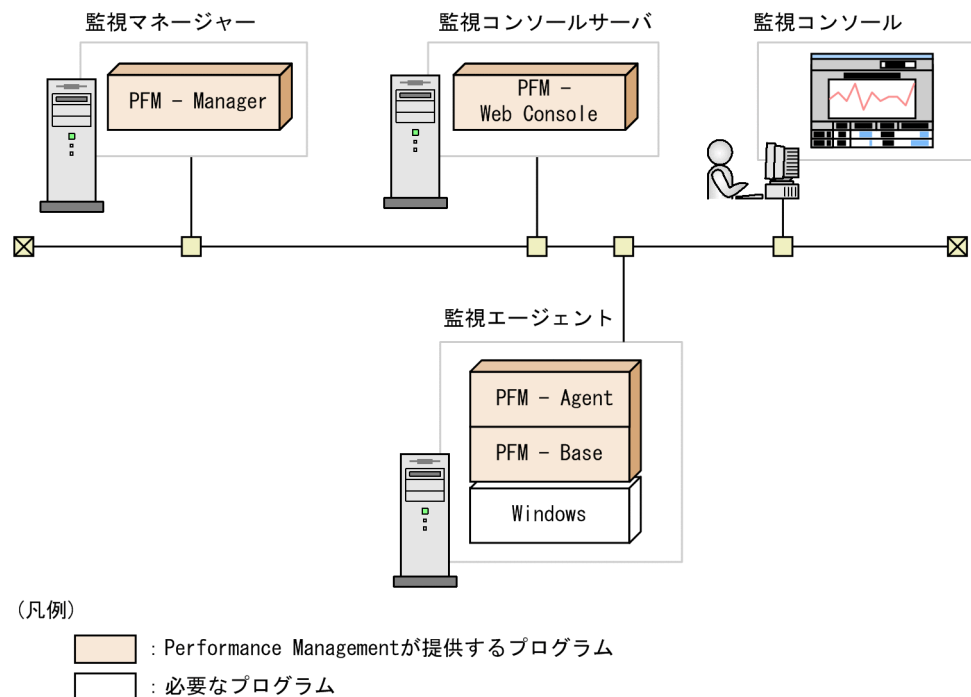 監視マネージャー
監視コンソールサーバ
監視コンソール
PFM － Manager
PFM －
Web Console
監視エージェント
PFM － Agent
PFM － Base
Windows
(凡例)
：Performance Managementが提供するプログラム
：必要なプログラム